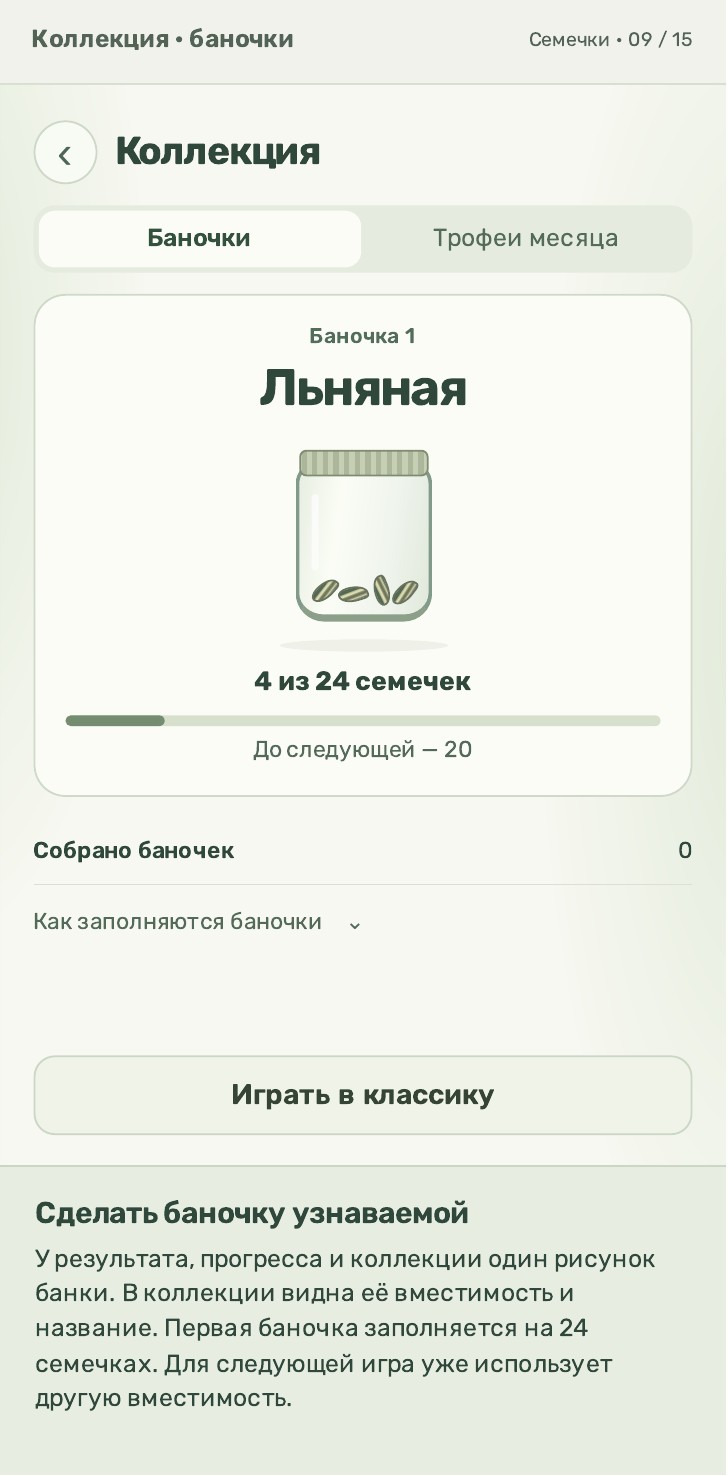 Коллекция • баночки
Семечки • 09 / 15
‹
Коллекция
Баночки
Трофеи месяца
Баночка 1
Льняная
4 из 24 семечек
До следующей — 20
Собрано баночек
0
Как заполняются баночки ⌄
Играть в классику
Сделать баночку узнаваемой
У результата, прогресса и коллекции один рисунок
банки. В коллекции видна её вместимость и
название. Первая баночка заполняется на 24
семечках. Для следующей игра уже использует
другую вместимость.